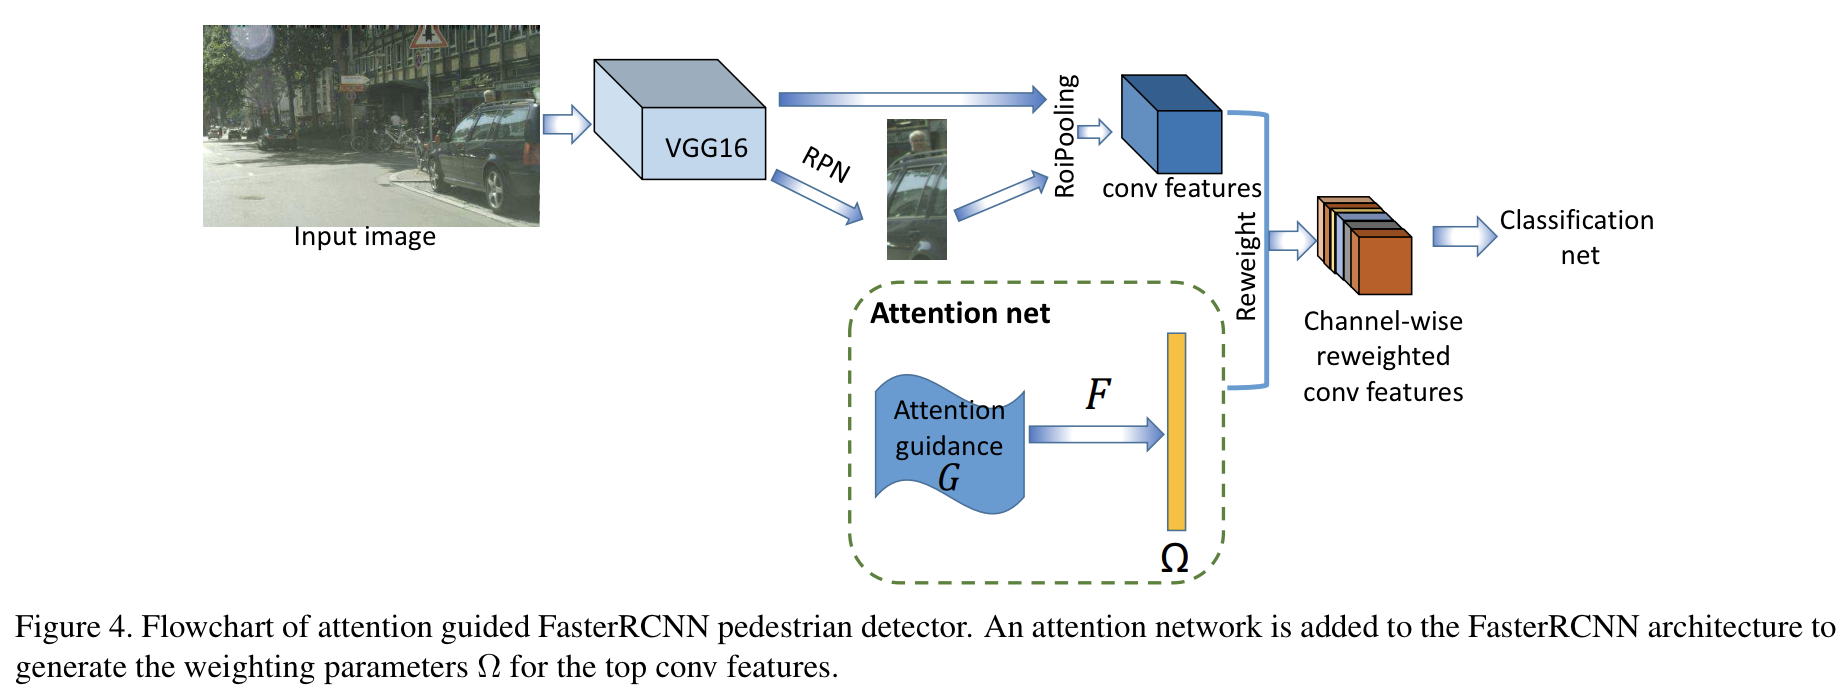 Input image
VGG16
RPN
RoiPooling
conv features
Reweight
Channel-wise
reweighted
conv features
Classification
net
Attention net
Attention
guidance
G
F
Ω
Figure 4. Flowchart of attention guided FasterRCNN pedestrian detector. An attention network is added to the FasterRCNN architecture to
generate the weighting parameters Ω for the top conv features.